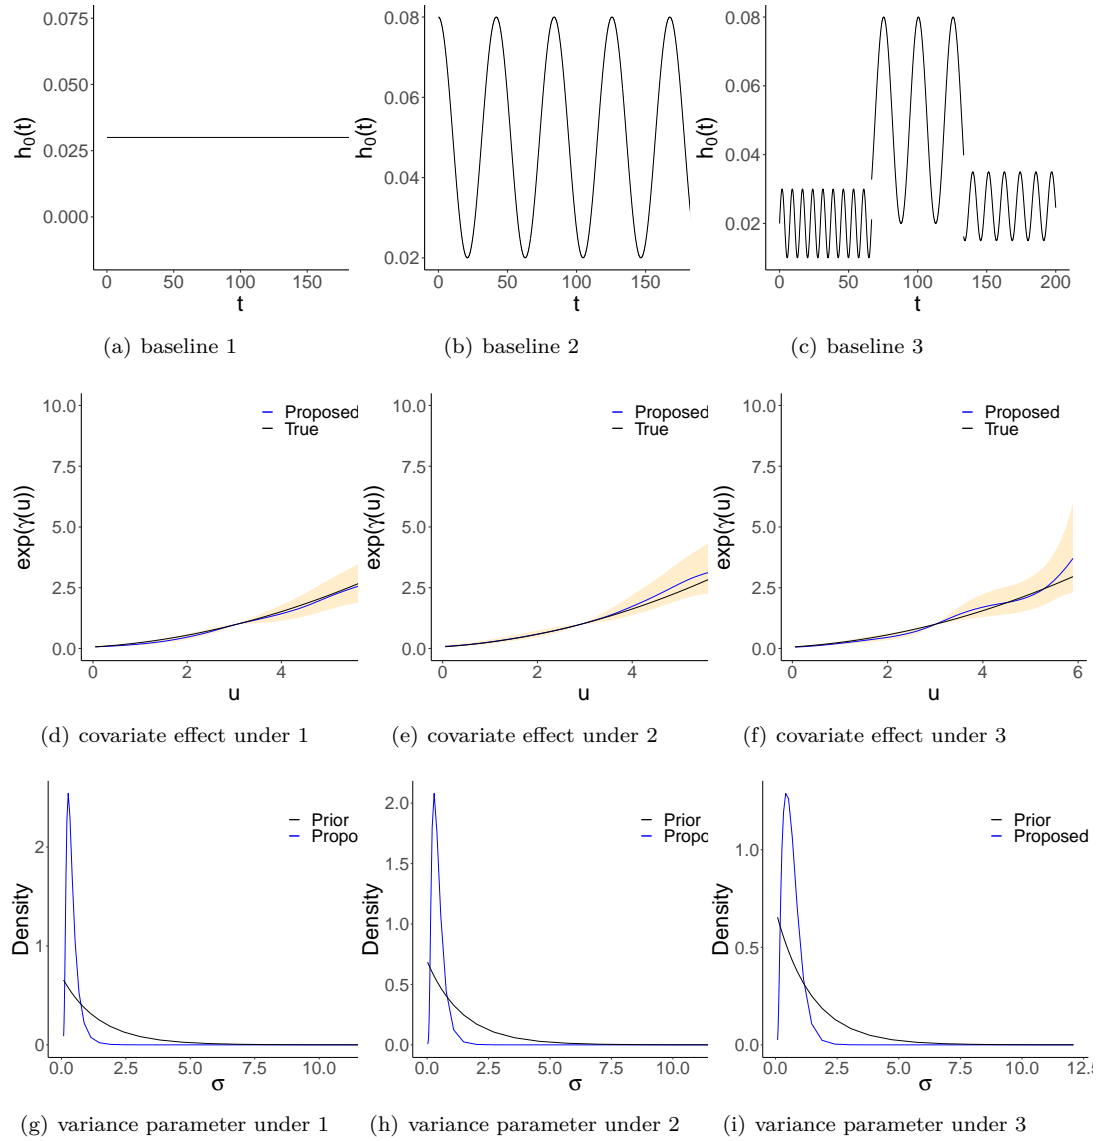 0.075
0.050
0.025
0.000
h0(t)
0 50 100 150
t
(a) baseline 1
0.08
0.06
0.04
0.02
h0(t)
0 50 100 150
t
(b) baseline 2
0.08
0.06
0.04
0.02
h0(t)
0 50 100 150 200
t
(c) baseline 3
10.0
7.5
5.0
2.5
0.0
exp(γ(u))
Proposed
True
0 2 4
u
(d) covariate effect under 1
10.0
7.5
5.0
2.5
0.0
exp(γ(u))
Proposed
True
0 2 4
u
(e) covariate effect under 2
10.0
7.5
5.0
2.5
0.0
exp(γ(u))
Proposed
True
0 2 4 6
u
(f) covariate effect under 3
2
1
0
Density
Prior
Propo
0.0 2.5 5.0 7.5 10.0
σ
(g) variance parameter under 1
2.0
1.5
1.0
0.5
0.0
Density
Prior
Propo
0.0 2.5 5.0 7.5 10.0
σ
(h) variance parameter under 2
1.0
0.5
0.0
Density
Prior
Proposed
0.0 2.5 5.0 7.5 10.0 12.5
σ
(i) variance parameter under 3